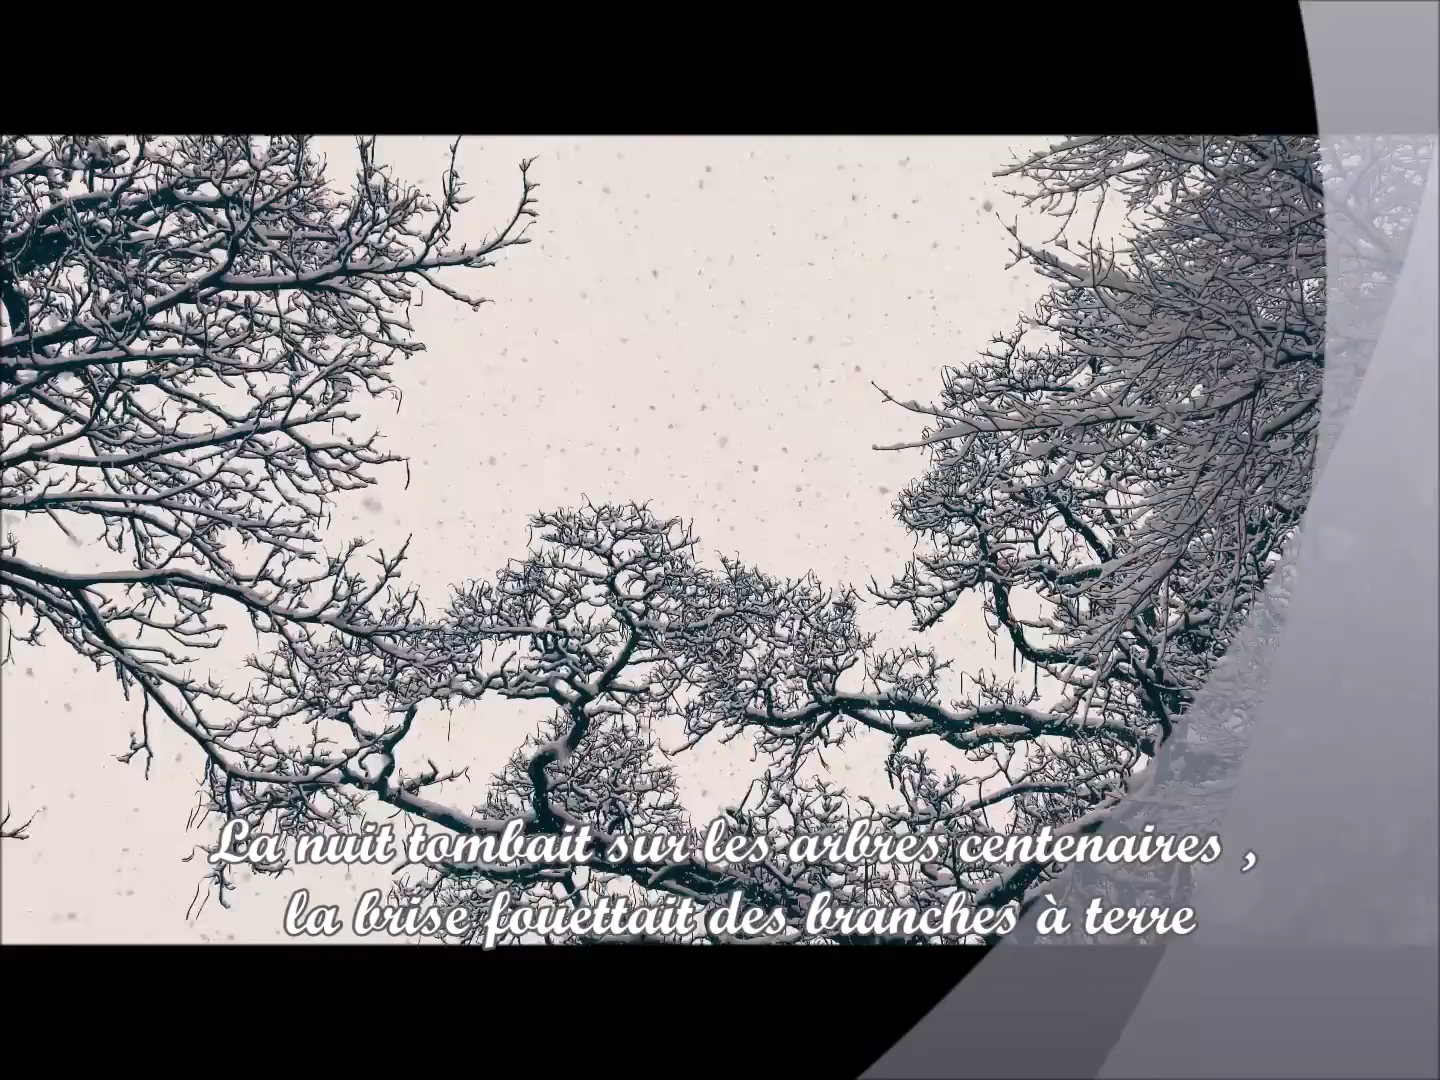 La nuit tombait sur les arbres centenaires ,
la brise fouettait des branches à terre